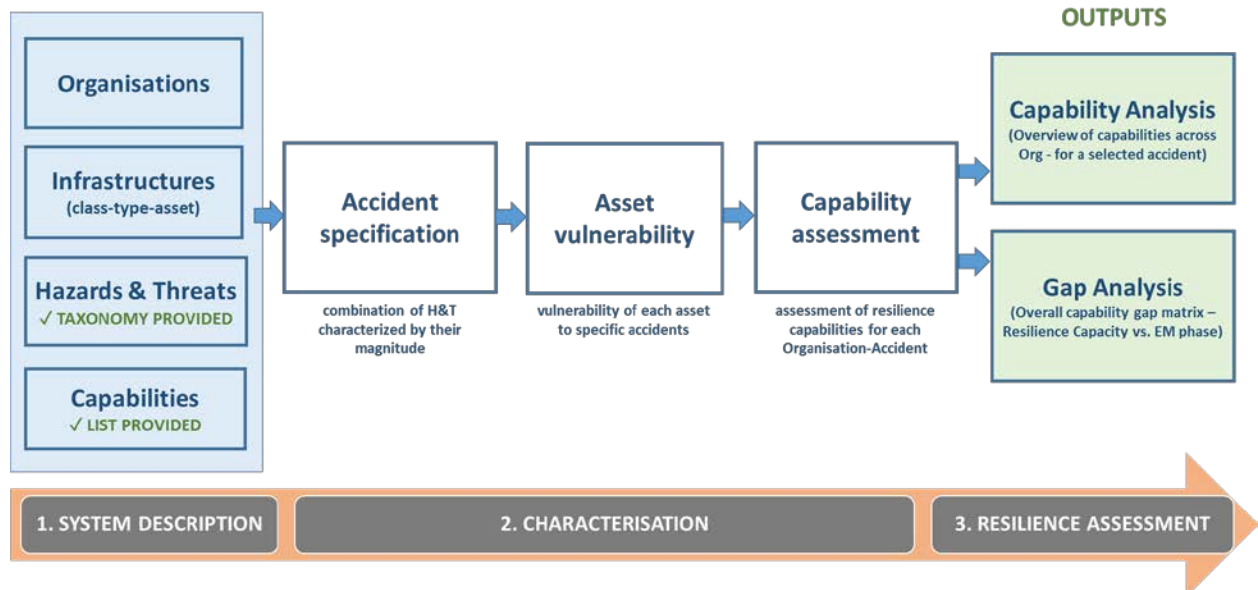 OUTPUTS
Organisations
Infrastructures
(class-type-asset)
Hazards & Threats
✓ TAXONOMY PROVIDED
Capabilities
✓ LIST PROVIDED
Accident
specification
combination of H&T
characterized by their
magnitude
Asset
vulnerability
vulnerability of each asset
to specific accidents
Capability
assessment
assessment of resilience
capabilities for each
Organisation-Accident
Capability Analysis
(Overview of capabilities across
Org - for a selected accident)
Gap Analysis
(Overall capability gap matrix –
Resilience Capacity vs. EM phase)
1. SYSTEM DESCRIPTION
2. CHARACTERISATION
3. RESILIENCE ASSESSMENT